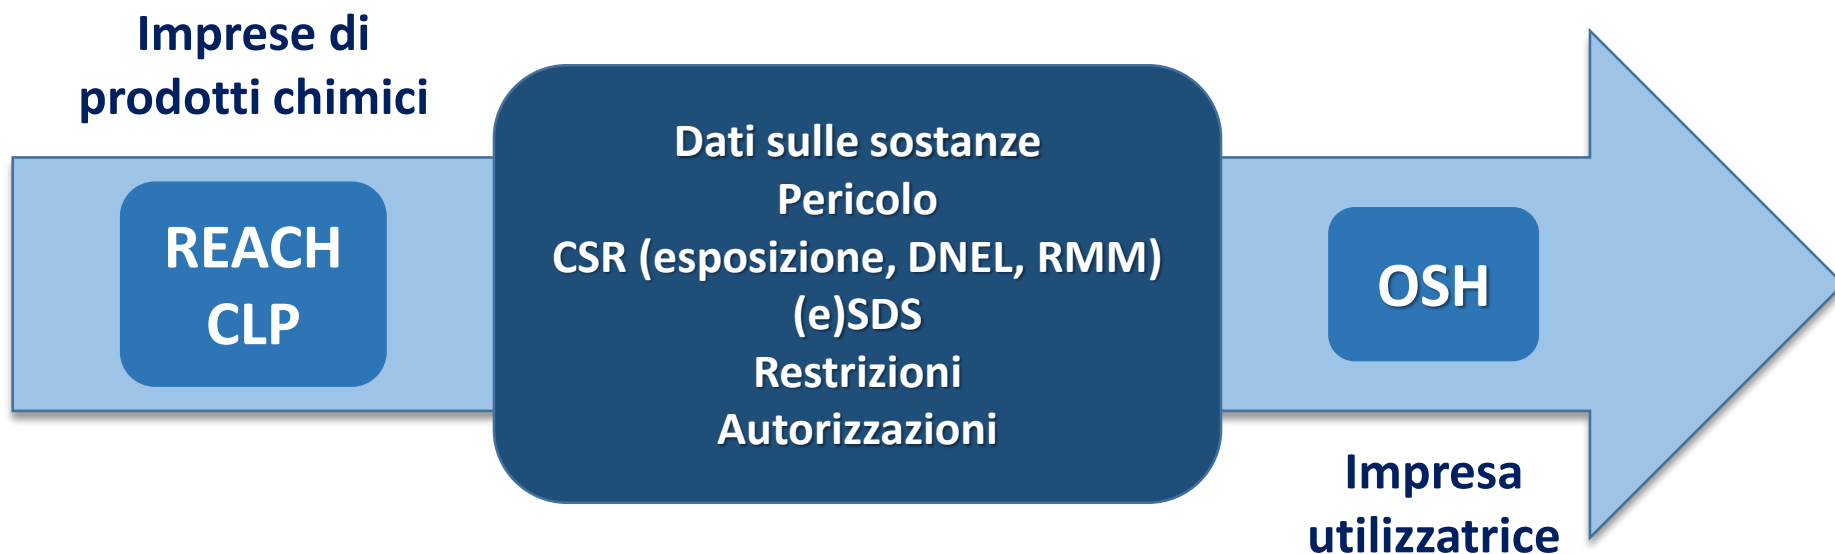 Imprese di
prodotti chimici
REACH
CLP
Dati sulle sostanze
Pericolo
CSR (esposizione, DNEL, RMM)
(e)SDS
Restrizioni
Autorizzazioni
OSH
Impresa
utilizzatrice